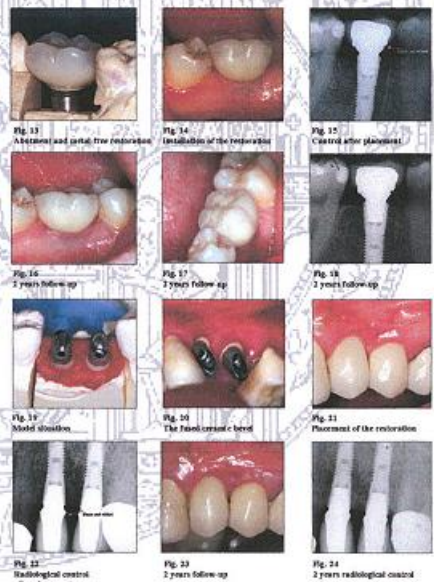 Fig. 13
Abutment and metal-free restoration
Fig. 14
Installation of the restoration
Fig. 15
Control after placement
Fig. 16
2 years follow-up
Fig. 17
2 years follow-up
Fig. 18
2 years follow-up
Fig. 19
Model situation
Fig. 20
The fused ceramic bevel
Fig. 21
Placement of the restoration
Fig. 22
Radiological control
Fig. 23
2 years follow-up
Fig. 24
2 years radiological control